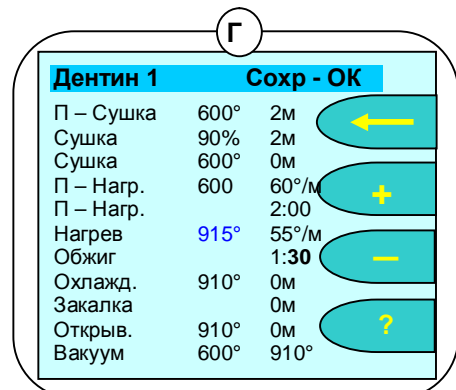 Г
Дентин 1 Сохр - ОК
П – Сушка 600° 2м
Сушка 90% 2м
Сушка 600° 0м
П – Нагр. 600 60°/м
П – Нагр. 2:00
Нагрев 915° 55°/м
Обжиг 1:30
Охлажд. 910° 0м
Закалка 0м
Открыв. 910° 0м
Вакуум 600° 910°
+
–
?